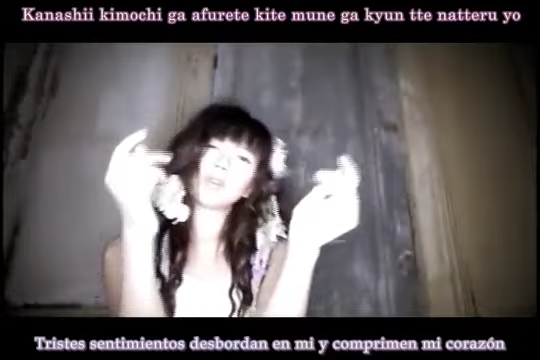 Kanashii kimochi ga afurete kite mune ga kyun tte natteru yo
Tristes sentimientos desbordan en mi y comprimen mi corazón